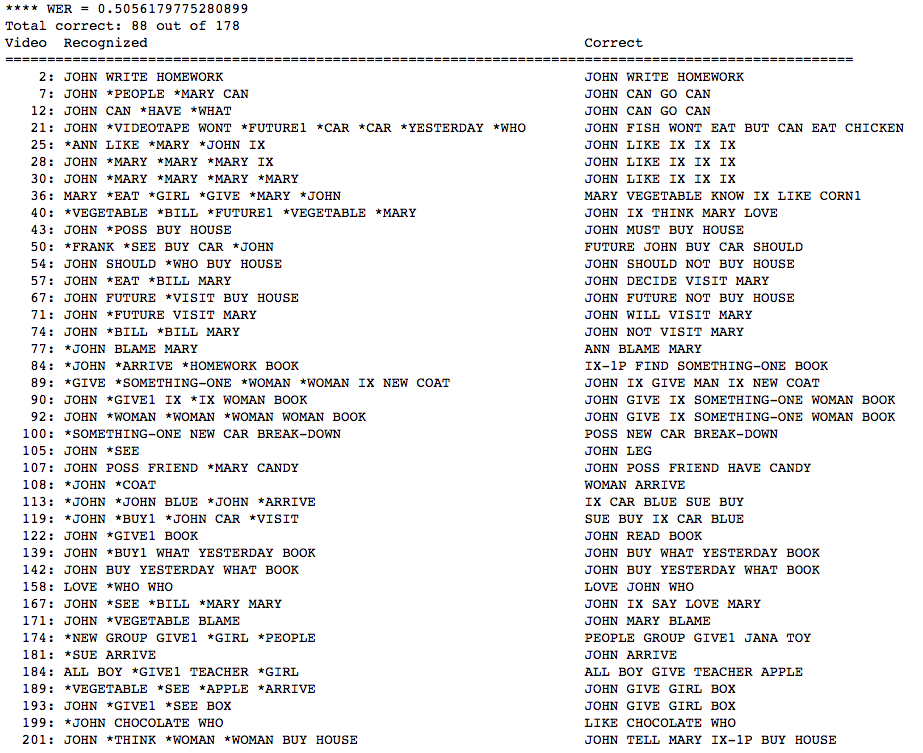 **** WER = 0.5056179775280899
Total correct: 88 out of 178
Video  Recognized                                                    Correct
=====================================================================================================
    2: JOHN WRITE HOMEWORK                                           JOHN WRITE HOMEWORK
    7: JOHN *PEOPLE *MARY CAN                                        JOHN CAN GO CAN
   12: JOHN CAN *HAVE *WHAT                                          JOHN CAN GO CAN
   21: JOHN *VIDEOTAPE WONT *FUTURE1 *CAR *CAR *YESTERDAY *WHO       JOHN FISH WONT EAT BUT CAN EAT CHICKEN
   25: *ANN LIKE *MARY *JOHN IX                                      JOHN LIKE IX IX IX
   28: JOHN *MARY *MARY *MARY IX                                     JOHN LIKE IX IX IX
   30: JOHN *MARY *MARY *MARY *MARY                                  JOHN LIKE IX IX IX
   36: MARY *EAT *GIRL *GIVE *MARY *JOHN                             MARY VEGETABLE KNOW IX LIKE CORN1
   40: *VEGETABLE *BILL *FUTURE1 *VEGETABLE *MARY                    JOHN IX THINK MARY LOVE
   43: JOHN *POSS BUY HOUSE                                          JOHN MUST BUY HOUSE
   50: *FRANK *SEE BUY CAR *JOHN                                     FUTURE JOHN BUY CAR SHOULD
   54: JOHN SHOULD *WHO BUY HOUSE                                    JOHN SHOULD NOT BUY HOUSE
   57: JOHN *EAT *BILL MARY                                          JOHN DECIDE VISIT MARY
   67: JOHN FUTURE *VISIT BUY HOUSE                                  JOHN FUTURE NOT BUY HOUSE
   71: JOHN *FUTURE VISIT MARY                                       JOHN WILL VISIT MARY
   74: JOHN *BILL *BILL MARY                                         JOHN NOT VISIT MARY
   77: *JOHN BLAME MARY                                              ANN BLAME MARY
   84: *JOHN *ARRIVE *HOMEWORK BOOK                                  IX-1P FIND SOMETHING-ONE BOOK
   89: *GIVE *SOMETHING-ONE *WOMAN *WOMAN IX NEW COAT                JOHN IX GIVE MAN IX NEW COAT
   90: JOHN *GIVE1 IX *IX WOMAN BOOK                                 JOHN GIVE IX SOMETHING-ONE WOMAN BOOK
   92: JOHN *WOMAN *WOMAN *WOMAN WOMAN BOOK                          JOHN GIVE IX SOMETHING-ONE WOMAN BOOK
  100: *SOMETHING-ONE NEW CAR BREAK-DOWN                             POSS NEW CAR BREAK-DOWN
  105: JOHN *SEE                                                     JOHN LEG
  107: JOHN POSS FRIEND *MARY CANDY                                  JOHN POSS FRIEND HAVE CANDY
  108: *JOHN *COAT                                                   WOMAN ARRIVE
  113: *JOHN *JOHN BLUE *JOHN *ARRIVE                                IX CAR BLUE SUE BUY
  119: *JOHN *BUY1 *JOHN CAR *VISIT                                  SUE BUY IX CAR BLUE
  122: JOHN *GIVE1 BOOK                                              JOHN READ BOOK
  139: JOHN *BUY1 WHAT YESTERDAY BOOK                                JOHN BUY WHAT YESTERDAY BOOK
  142: JOHN BUY YESTERDAY WHAT BOOK                                  JOHN BUY YESTERDAY WHAT BOOK
  158: LOVE *WHO WHO                                                 LOVE JOHN WHO
  167: JOHN *SEE *BILL *MARY MARY                                    JOHN IX SAY LOVE MARY
  171: JOHN *VEGETABLE BLAME                                         JOHN MARY BLAME
  174: *NEW GROUP GIVE1 *GIRL *PEOPLE                                PEOPLE GROUP GIVE1 JANA TOY
  181: *SUE ARRIVE                                                   JOHN ARRIVE
  184: ALL BOY *GIVE1 TEACHER *GIRL                                  ALL BOY GIVE TEACHER APPLE
  189: *VEGETABLE *SEE *APPLE *ARRIVE                                JOHN GIVE GIRL BOX
  193: JOHN *GIVE1 *SEE BOX                                          JOHN GIVE GIRL BOX
  199: *JOHN CHOCOLATE WHO                                           LIKE CHOCOLATE WHO
  201: JOHN *THINK *WOMAN *WOMAN BUY HOUSE                           JOHN TELL MARY IX-1P BUY HOUSE